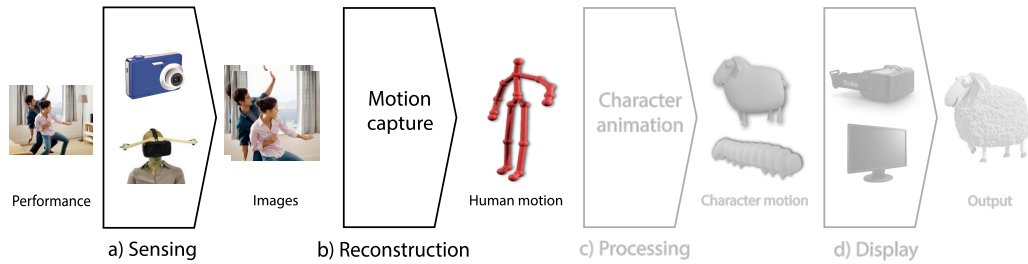 Performance
a) Sensing
Images
Motion
capture
b) Reconstruction
Human motion
Character
animation
c) Processing
Character motion
d) Display
Output